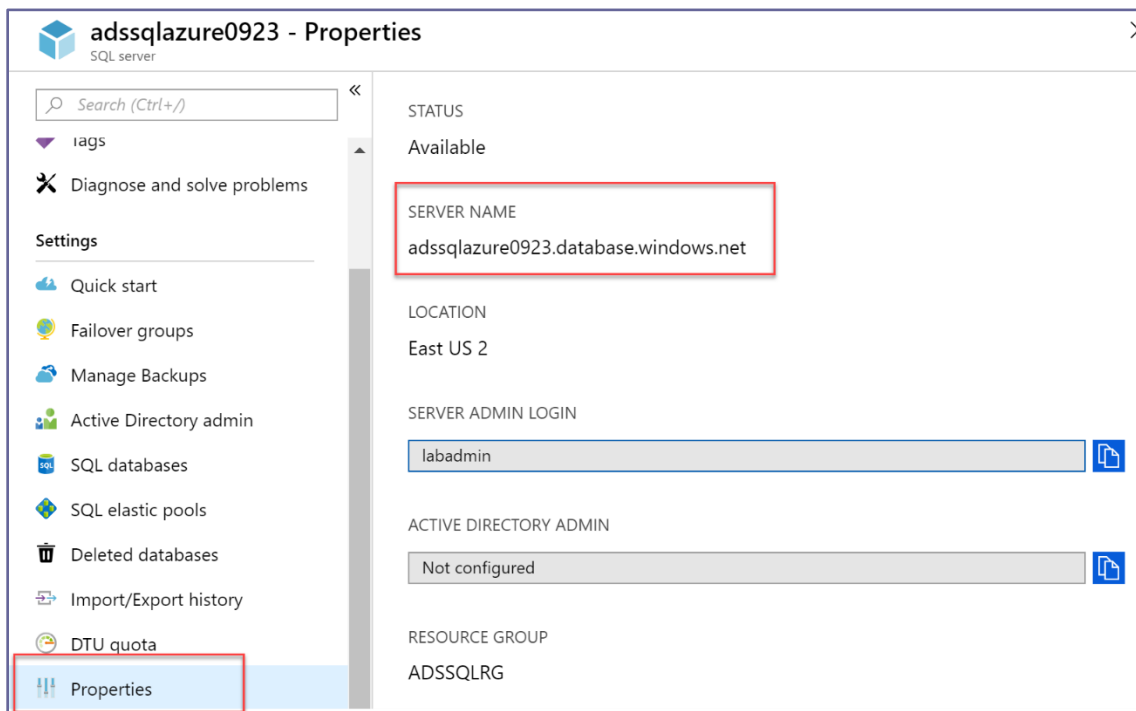 adssqlazure0923 - Properties
SQL server
Search (Ctrl+/)
«
Tags
Diagnose and solve problems
Settings
Quick start
Failover groups
Manage Backups
Active Directory admin
SQL databases
SQL elastic pools
Deleted databases
Import/Export history
DTU quota
Properties
STATUS
Available
SERVER NAME
adssqlazure0923.database.windows.net
LOCATION
East US 2
SERVER ADMIN LOGIN
labadmin
ACTIVE DIRECTORY ADMIN
Not configured
RESOURCE GROUP
ADSSQLRG